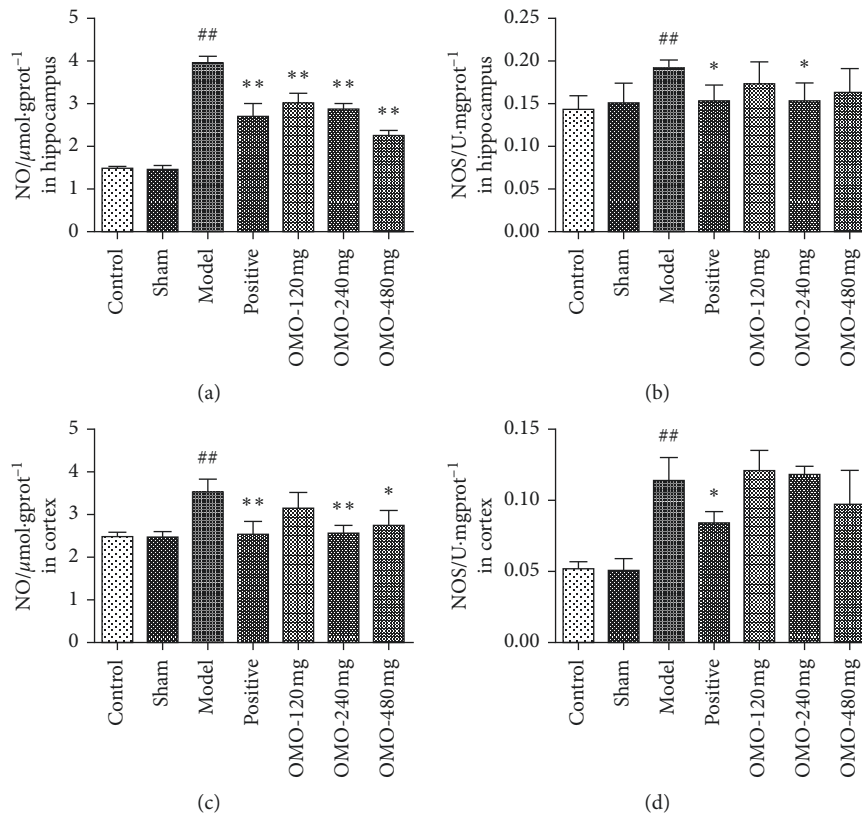 NO/μmol·gprot⁻¹
in hippocampus
5
4
3
2
1
0
##
**
**
**
**
Control
Sham
Model
Positive
OMO-120mg
OMO-240mg
OMO-480mg
(a)
NOS/U·mgprot⁻¹
in hippocampus
0.25
0.20
0.15
0.10
0.05
0.00
##
*
*
Control
Sham
Model
Positive
OMO-120mg
OMO-240mg
OMO-480mg
(b)
NO/μmol·gprot⁻¹
in cortex
5
4
3
2
1
0
##
**
**
*
Control
Sham
Model
Positive
OMO-120mg
OMO-240mg
OMO-480mg
(c)
NOS/U·mgprot⁻¹
in cortex
0.15
0.10
0.05
0.00
##
*
Control
Sham
Model
Positive
OMO-120mg
OMO-240mg
OMO-480mg
(d)